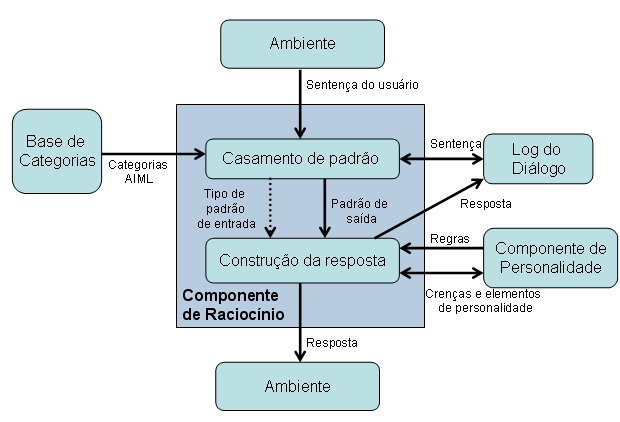 Ambiente
Sentença do usuário
Base de
Categorias
Categorias
AIML
Casamento de padrão
Sentença
Log do
Diálogo
Tipo de
padrão
de entrada
Padrão de
saída
Resposta
Regras
Construção da resposta
Componente de
Personalidade
Crenças e elementos
de personalidade
Componente
de Raciocínio
Resposta
Ambiente